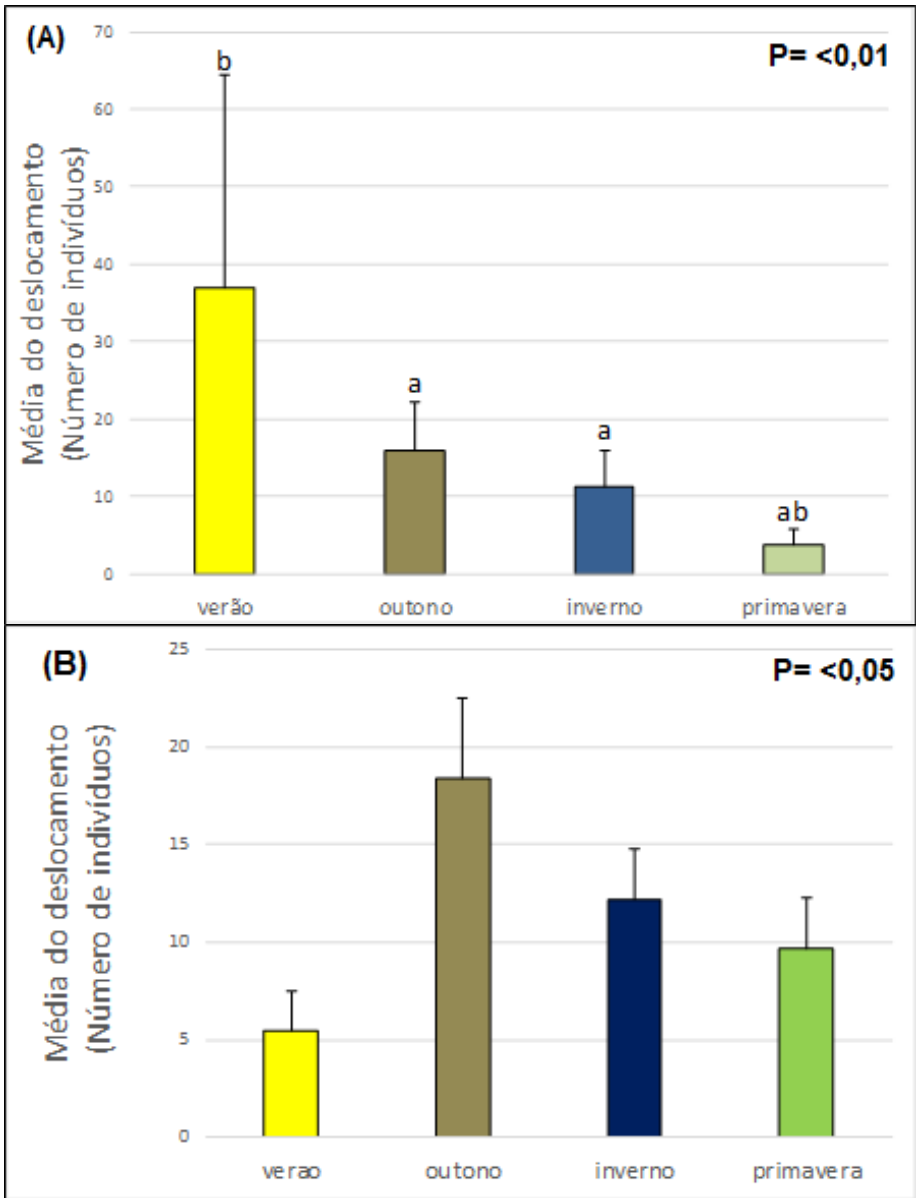 (A)
P= <0,01
Média do deslocamento
(Número de indivíduos)
70
60
50
40
30
20
10
0
b
a
a
ab
verão
outono
inverno
primavera
(B)
P= <0,05
Média do deslocamento
(Número de indivíduos)
25
20
15
10
5
0
verao
outono
inverno
primavera